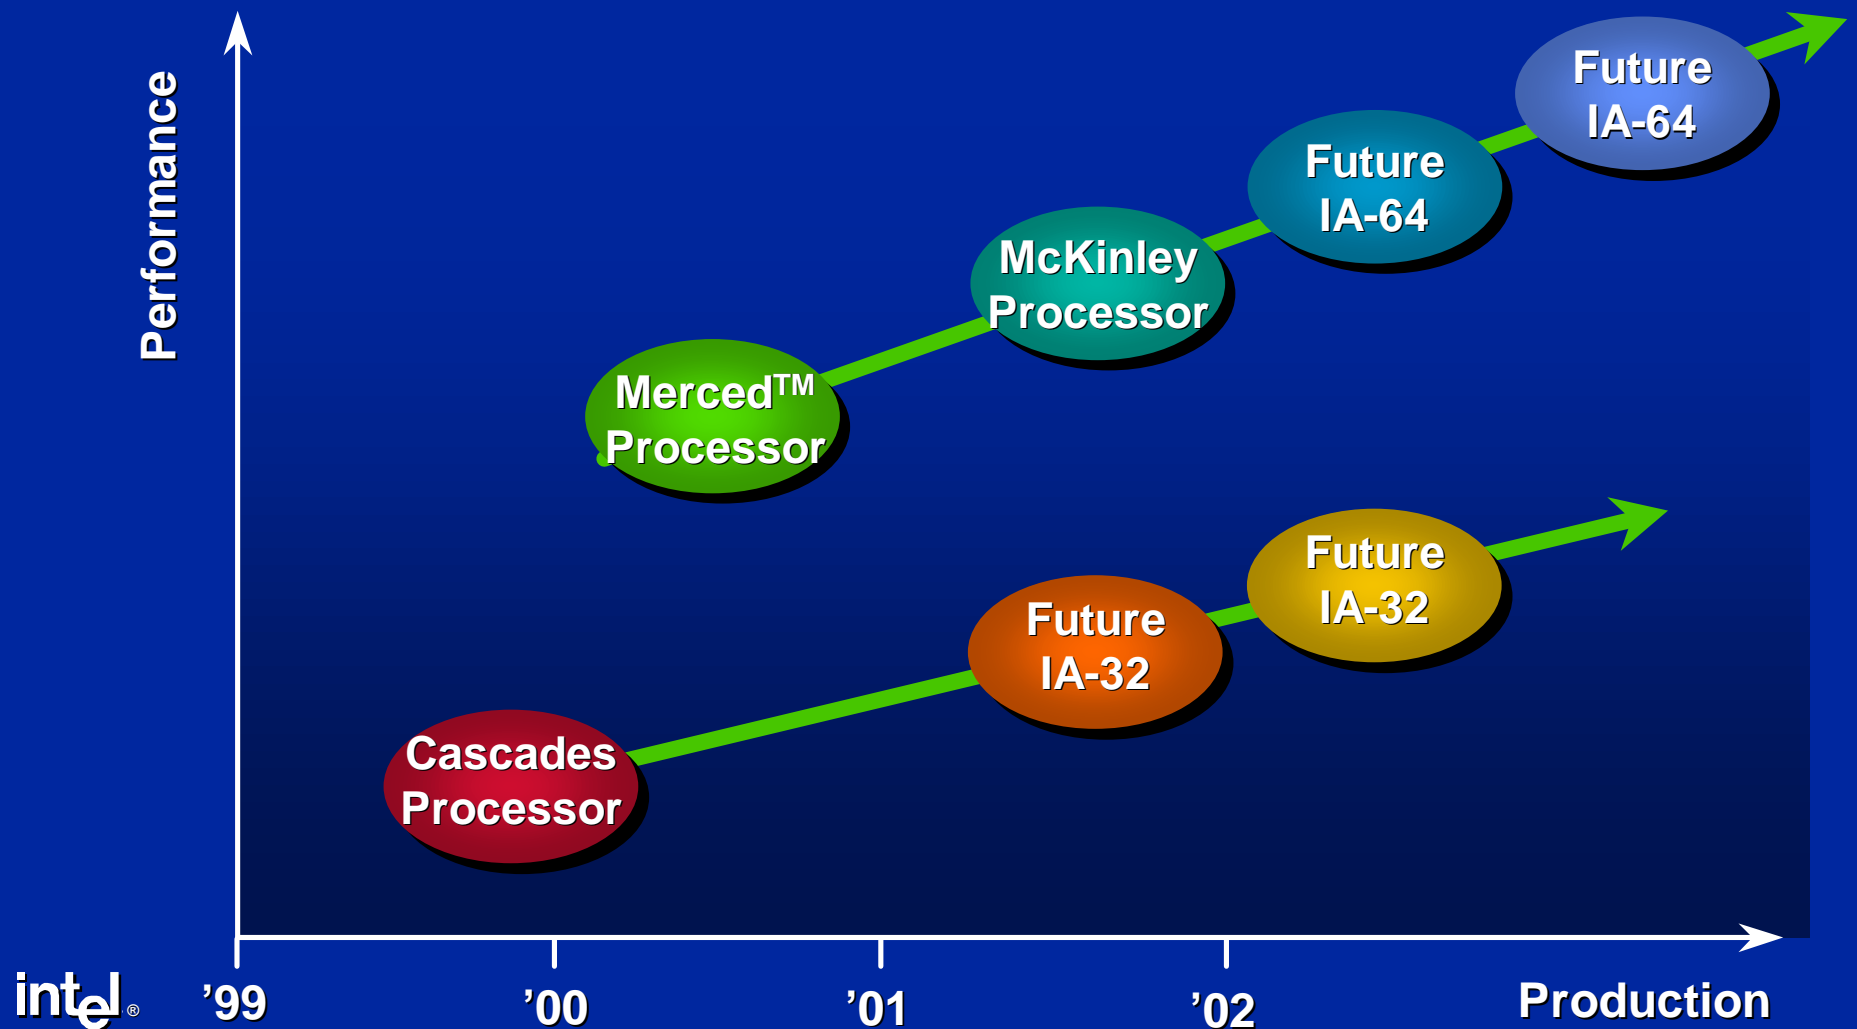 Performance
Future
IA-64
Future
IA-64
McKinley
Processor
Merced™
Processor
Future
IA-32
Future
IA-32
Cascades
Processor
intel®
’99
’00
’01
’02
Production